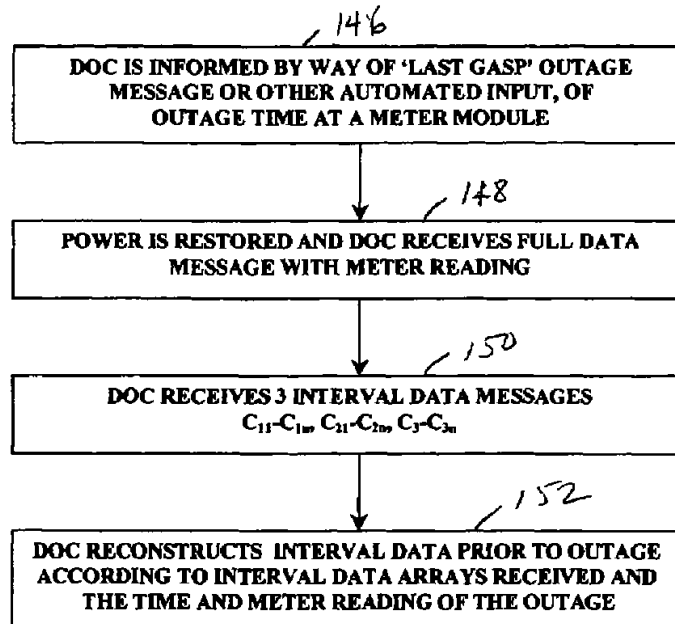 146
DOC IS INFORMED BY WAY OF 'LAST GASP' OUTAGE
MESSAGE OR OTHER AUTOMATED INPUT, OF
OUTAGE TIME AT A METER MODULE
148
POWER IS RESTORED AND DOC RECEIVES FULL DATA
MESSAGE WITH METER READING
150
DOC RECEIVES 3 INTERVAL DATA MESSAGES
C₁₁-C₁ₙ, C₂₁-C₂ₙ, C₃-C₃ₙ
152
DOC RECONSTRUCTS INTERVAL DATA PRIOR TO OUTAGE
ACCORDING TO INTERVAL DATA ARRAYS RECEIVED AND
THE TIME AND METER READING OF THE OUTAGE